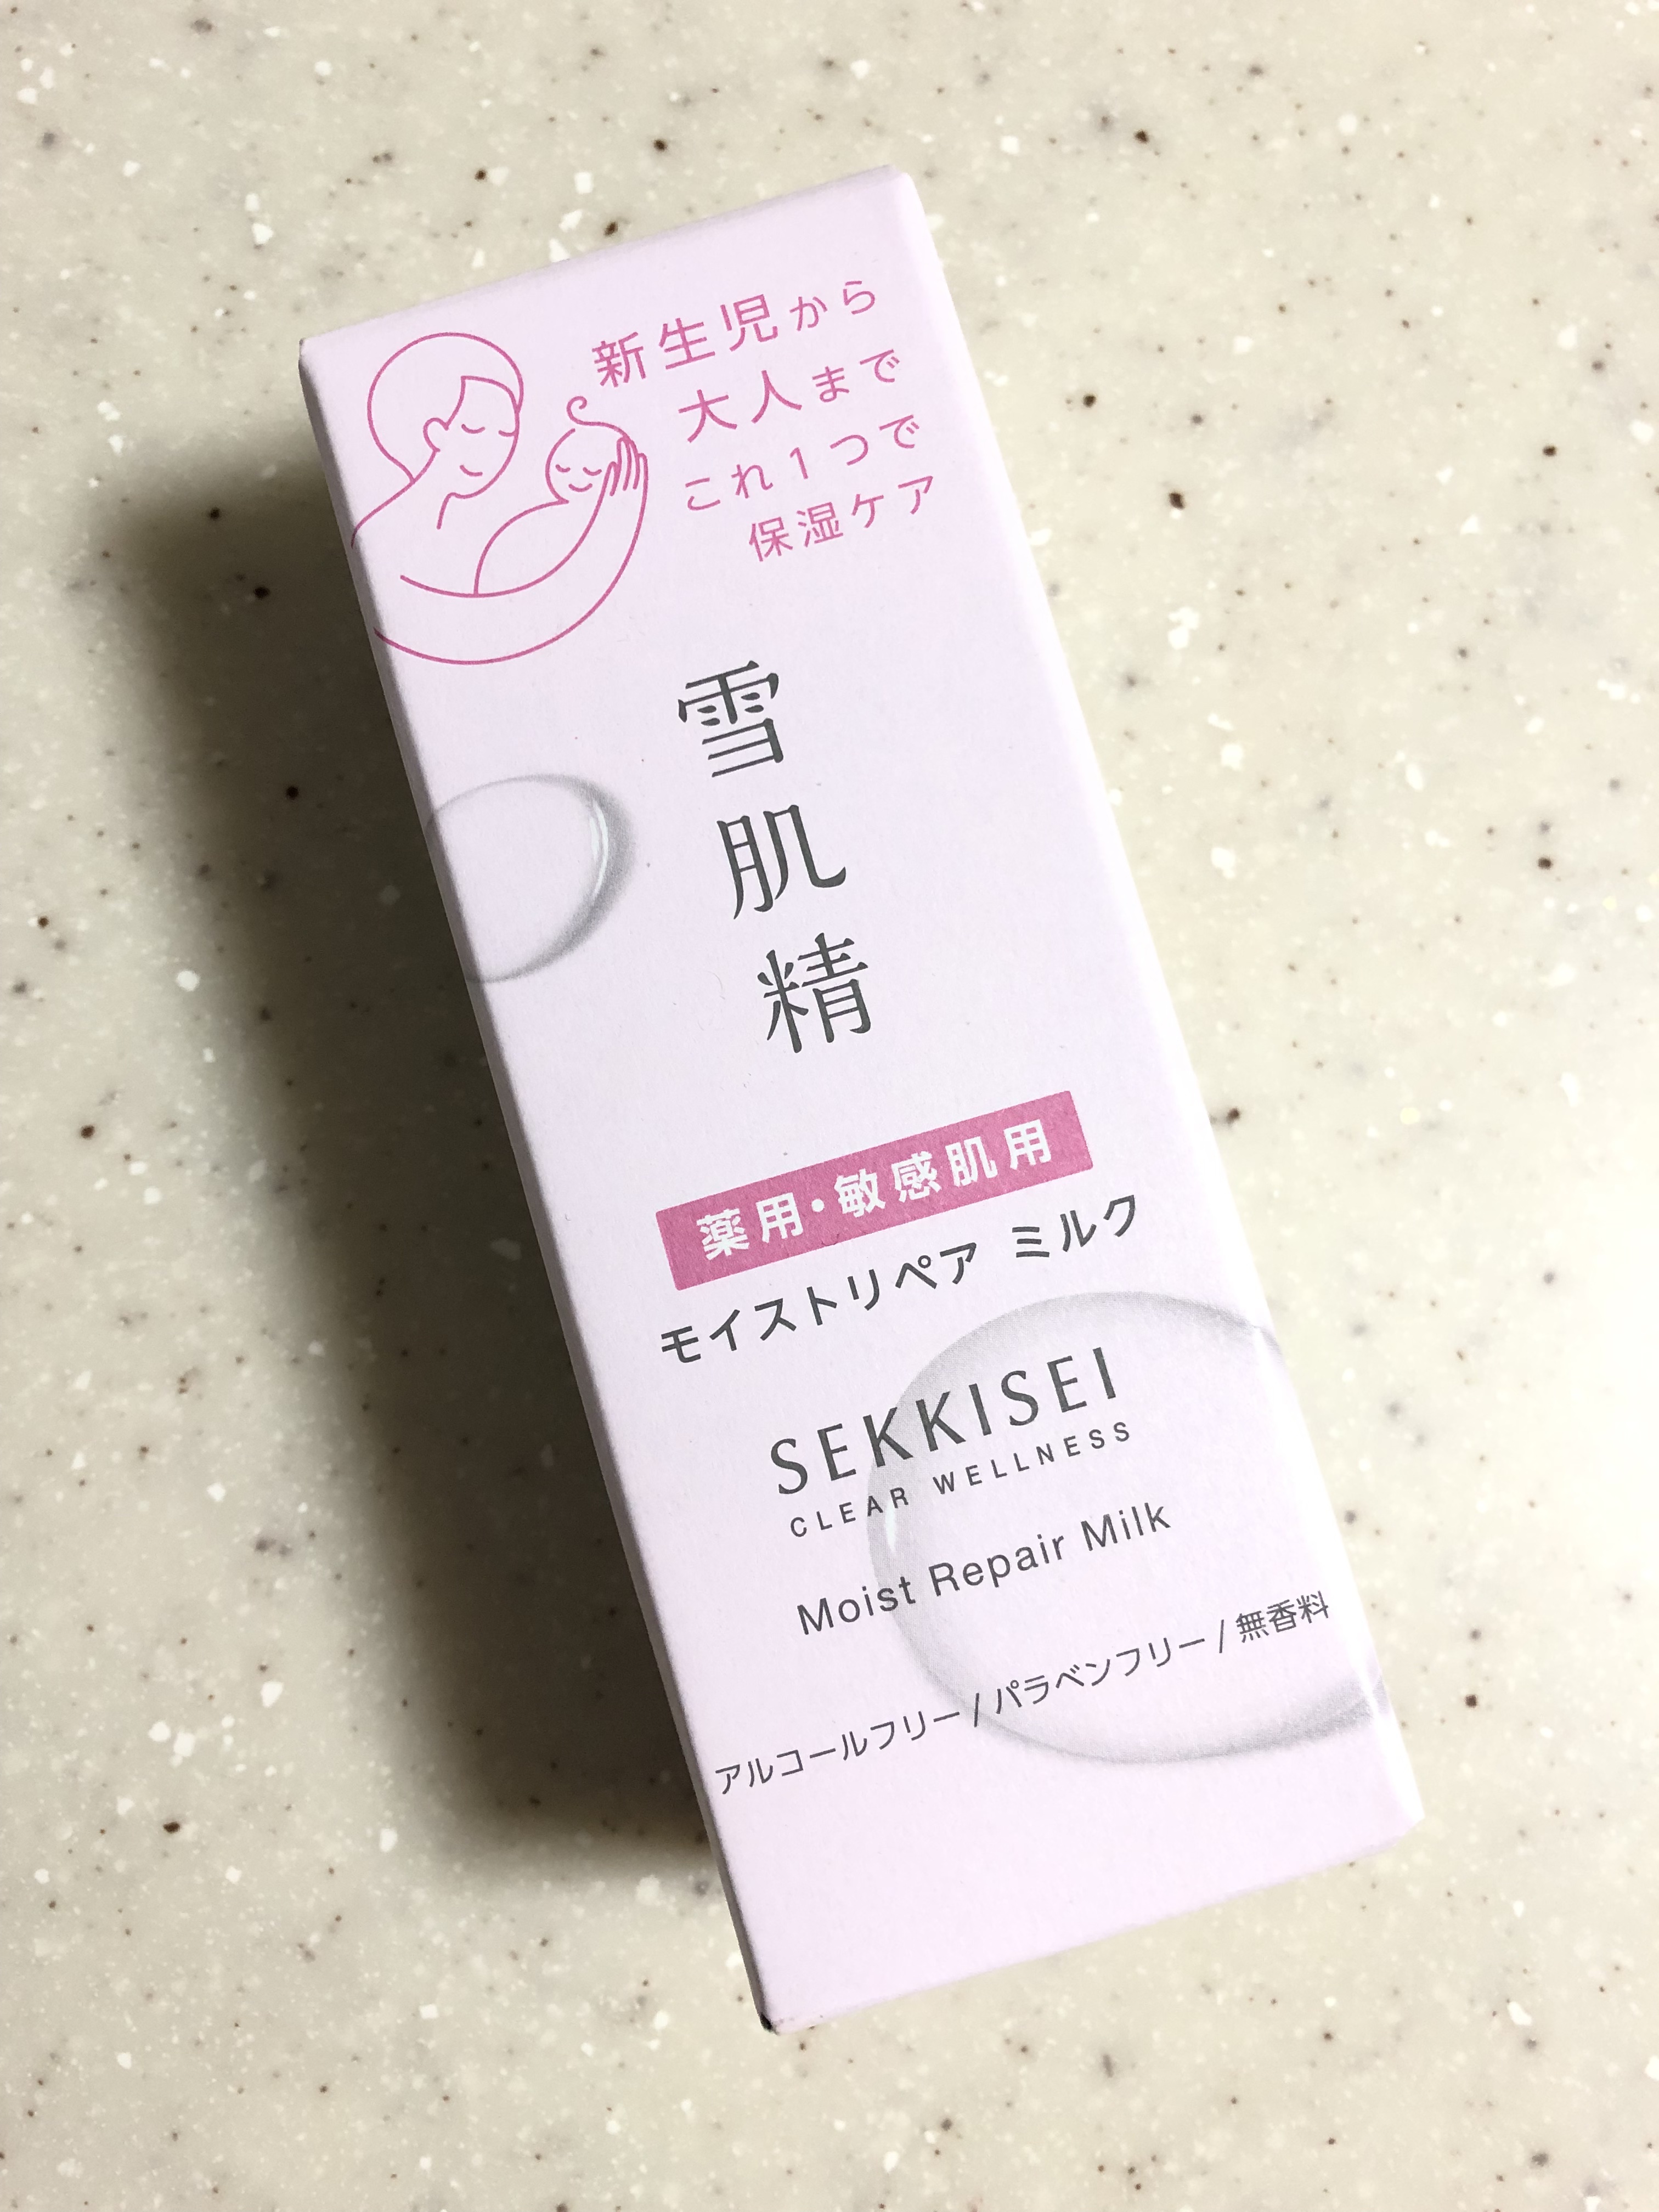 新生児から
大人まで
これ1つで
保湿ケア
雪肌精
薬用・敏感肌用
モイストリペア ミルク
SEKKISEI
CLEAR WELLNESS
Moist Repair Milk
アルコールフリー/パラベンフリー/無香料